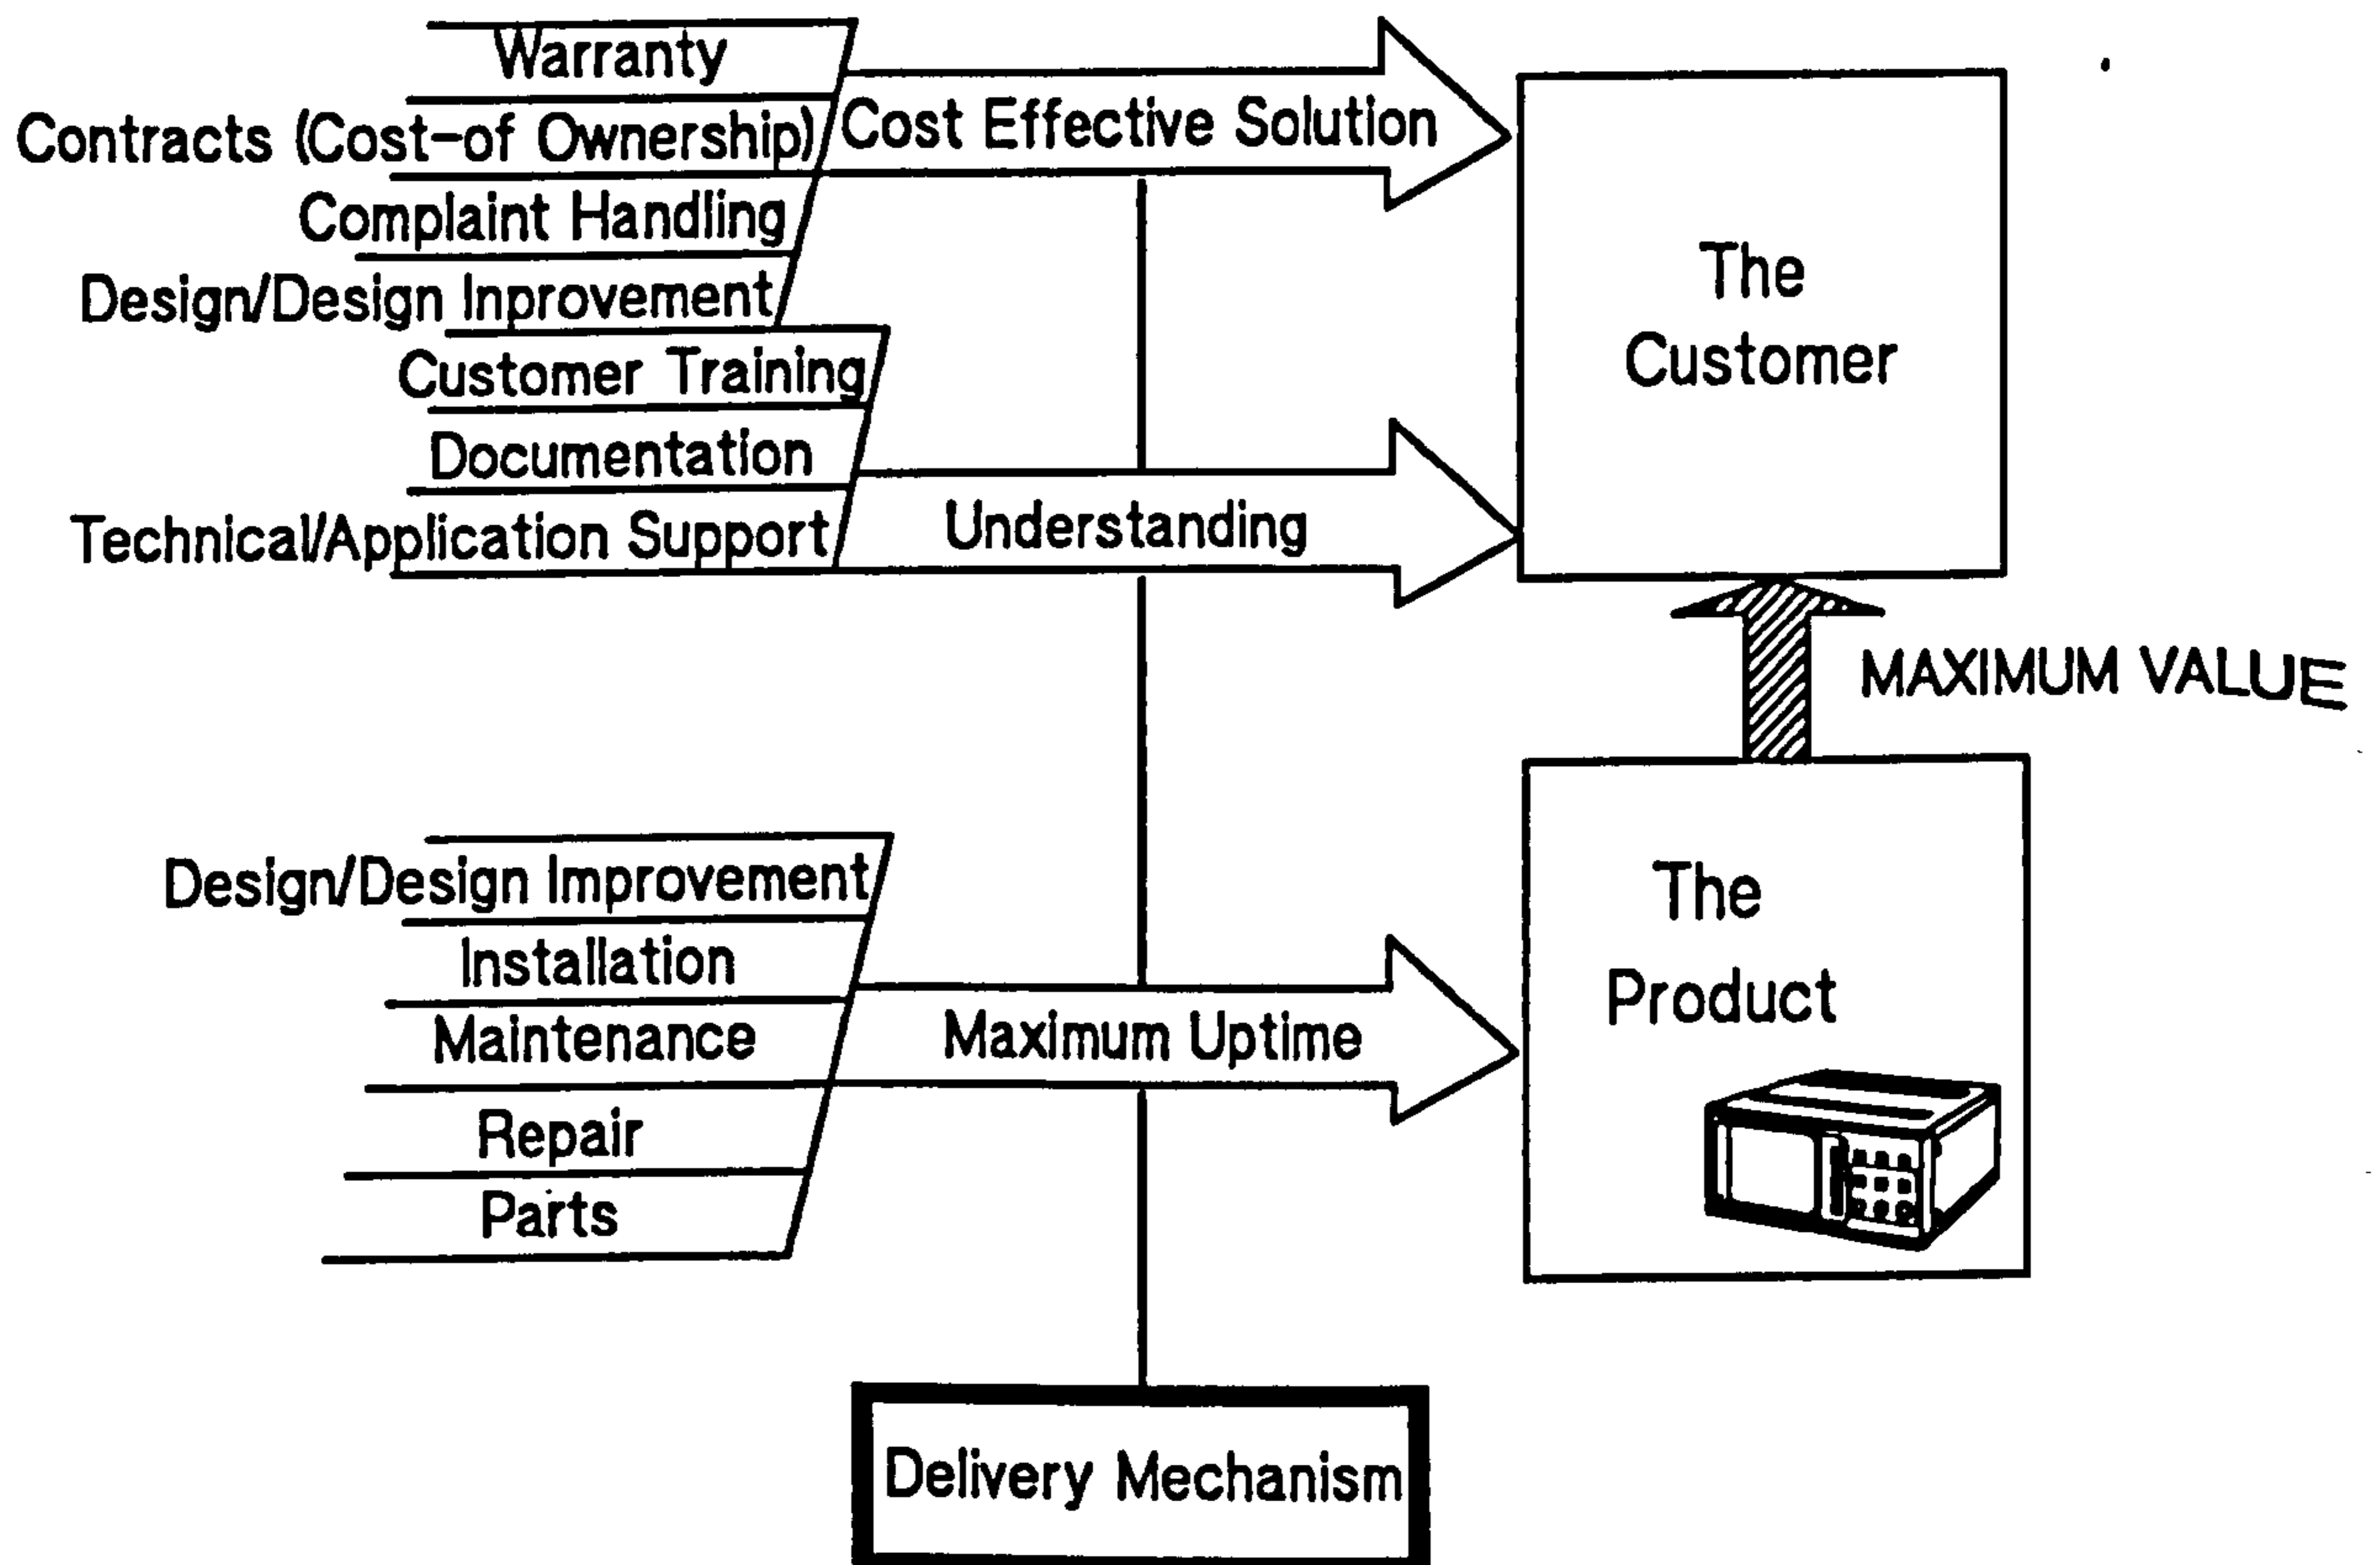 Warranty
Contracts (Cost-of Ownership)
Complaint Handling
Design/Design Inprovement
Cost Effective Solution
Customer Training
Documentation
Technical/Application Support
Understanding
The
Customer
MAXIMUM VALUE
Design/Design Improvement
Installation
Maintenance
Repair
Parts
Maximum Uptime
The
Product
Delivery Mechanism